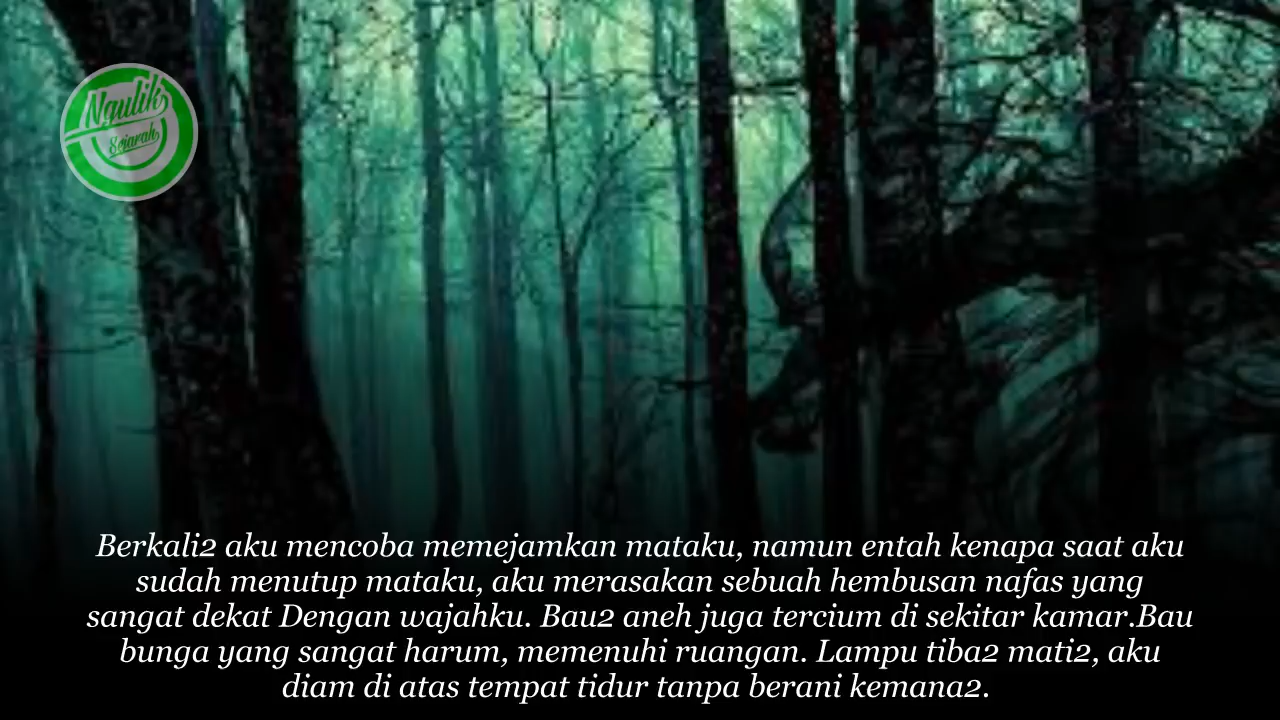 Ngulik
Sejarah
Berkali2 aku mencoba memejamkan mataku, namun entah kenapa saat aku
sudah menutup mataku, aku merasakan sebuah hembusan nafas yang
sangat dekat Dengan wajahku. Bau2 aneh juga tercium di sekitar kamar.Bau
bunga yang sangat harum, memenuhi ruangan. Lampu tiba2 mati2, aku
diam di atas tempat tidur tanpa berani kemana2.